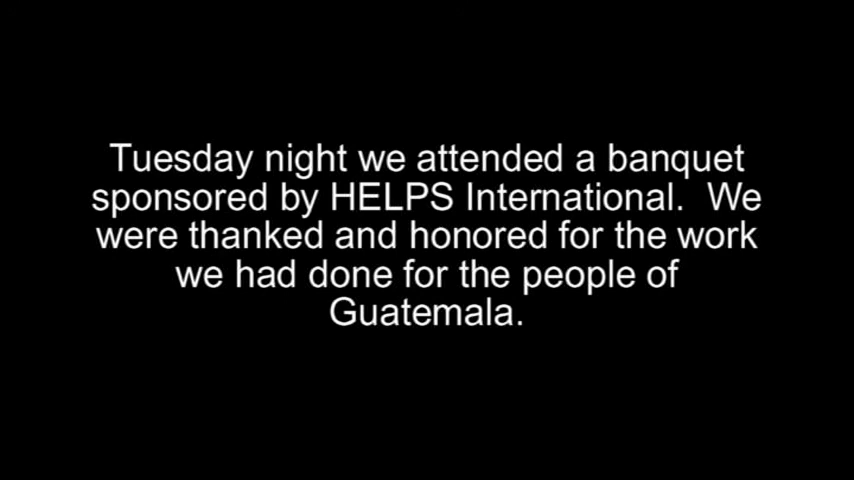 Tuesday night we attended a banquet
sponsored by HELPS International.  We
were thanked and honored for the work
we had done for the people of
Guatemala.